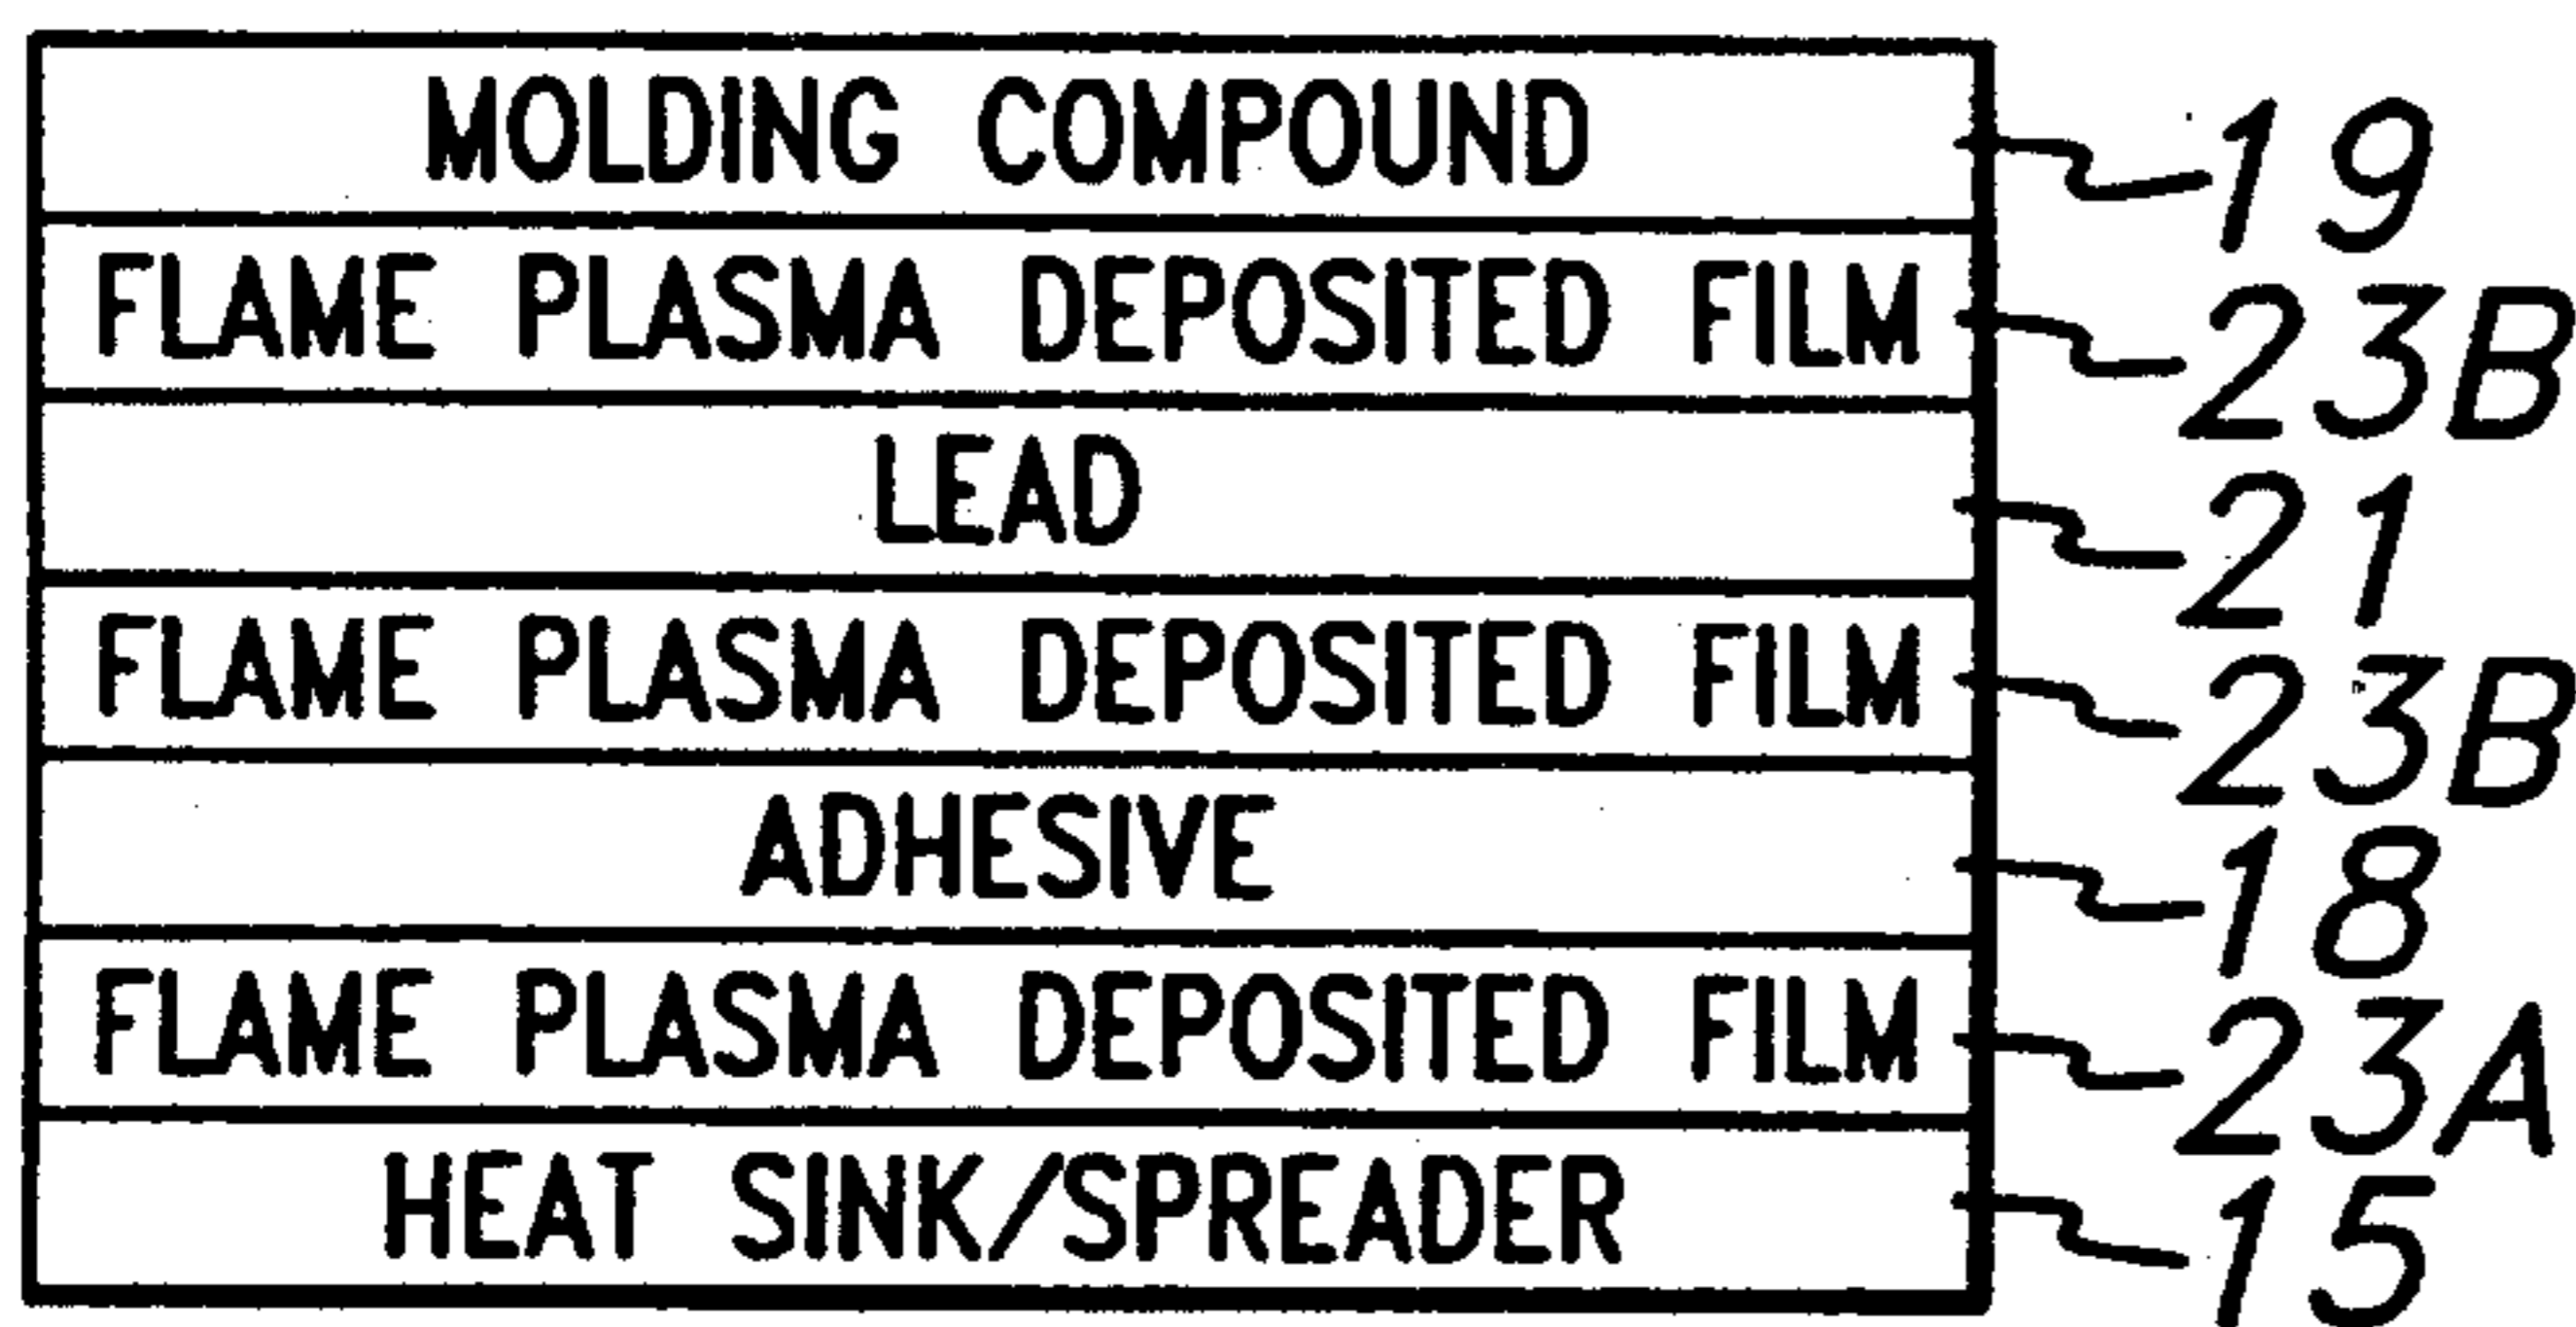 MOLDING COMPOUND 19
FLAME PLASMA DEPOSITED FILM 23B
LEAD 21
FLAME PLASMA DEPOSITED FILM 23B
ADHESIVE 18
FLAME PLASMA DEPOSITED FILM 23A
HEAT SINK/SPREADER 15